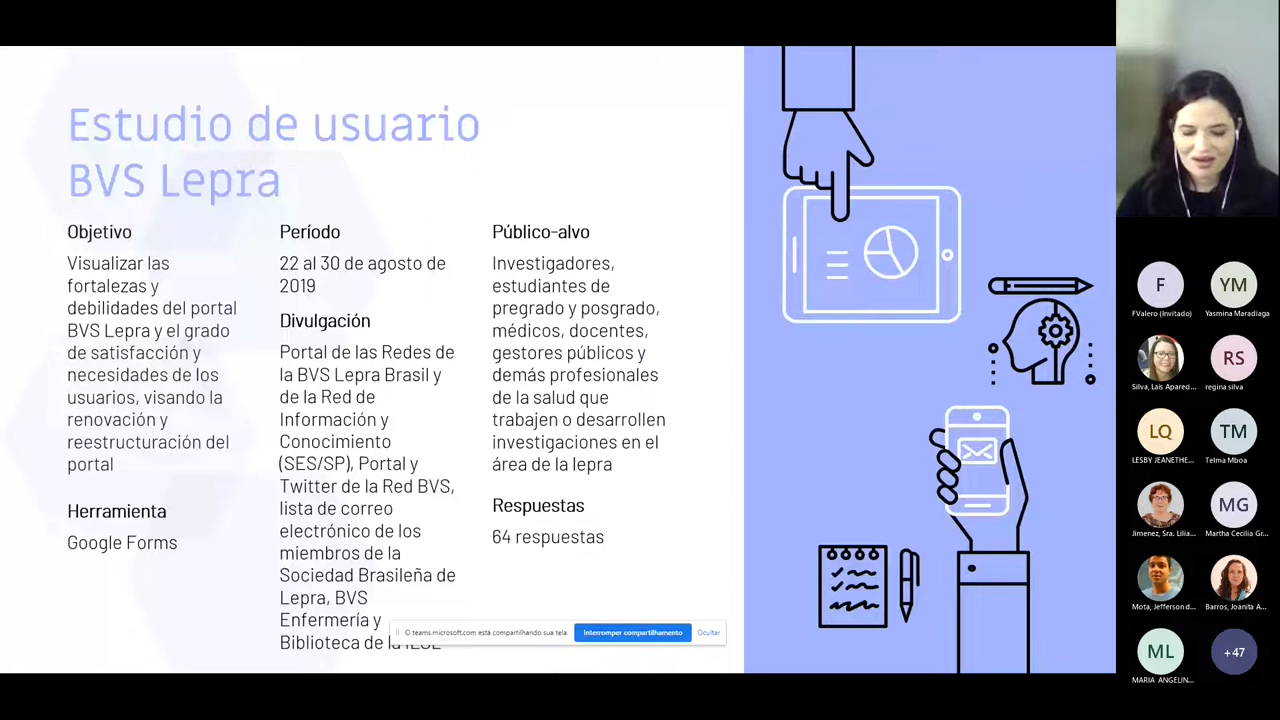 Estudio de usuario
BVS Lepra
Objetivo
Visualizar las
fortalezas y
debilidades del portal
BVS Lepra y el grado
de satisfacción y
necesidades de los
usuarios, visando la
renovación y
reestructuración del
portal
Herramienta
Google Forms
Período
22 al 30 de agosto de
2019
Divulgación
Portal de las Redes de
la BVS Lepra Brasil y
de la Red de
Información y
Conocimiento
(SES/SP), Portal y
Twitter de la Red BVS,
lista de correo
electrónico de los
miembros de la
Sociedad Brasileña de
Lepra, BVS
Enfermería y
Biblioteca de la
Público-alvo
Investigadores,
estudiantes de
pregrado y posgrado,
médicos, docentes,
gestores públicos y
demás profesionales
de la salud que
trabajen o desarrollen
investigaciones en el
área de la lepra
Respuestas
64 respuestas
O teams.microsoft.com está compartilhando sua tela.
Interromper compartilhamento
Ocultar
F
FValero (Invitado)
YM
Yasmina Maradiaga
Silva, Lais Apared...
RS
regina silva
LQ
LESBY JEANETHE...
TM
Telma Mboa
Jimenez, Sra. Lilia...
MG
Martha Cecilia Gr...
Mota, Jefferson d...
Barros, Joanita A...
ML
MARIA ANGELIN...
+47